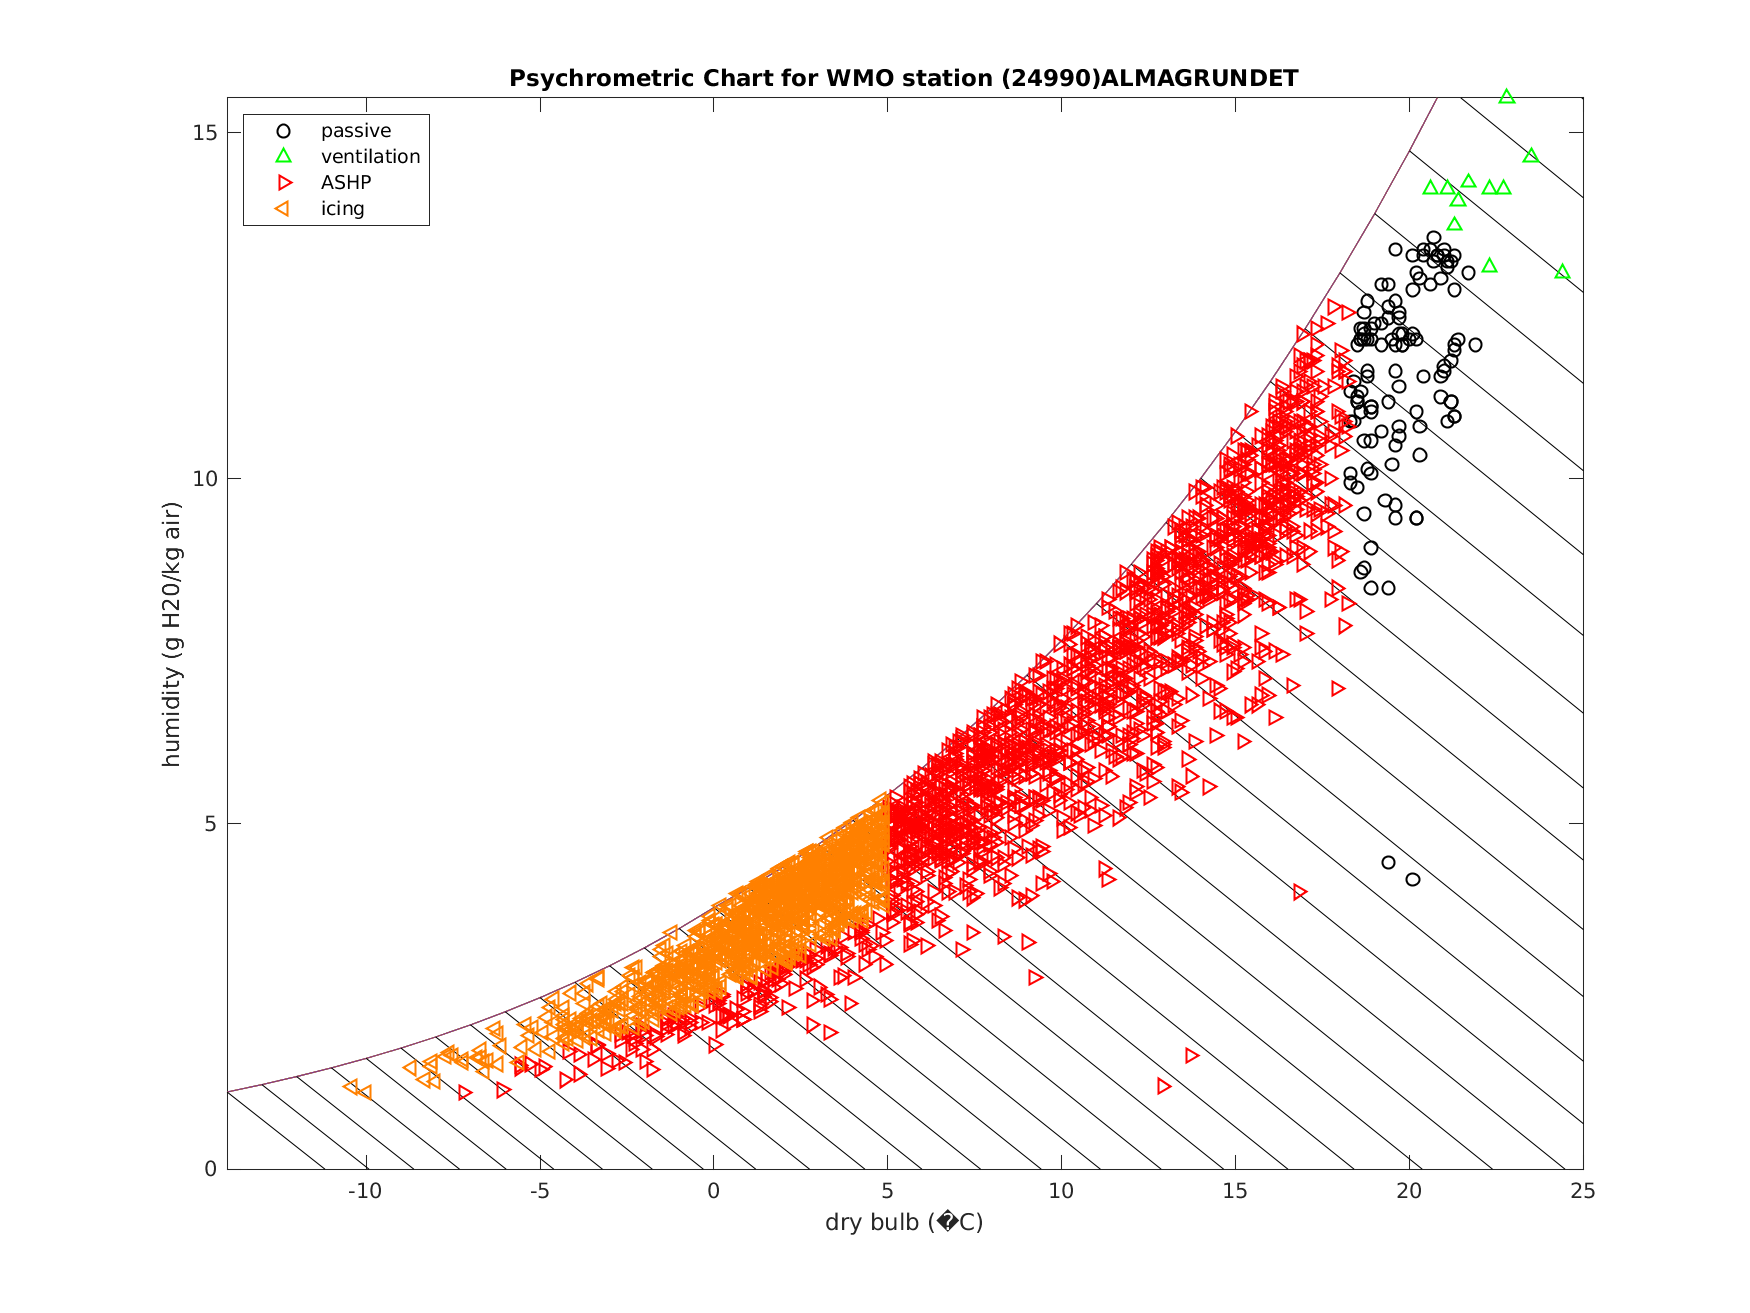 Psychrometric Chart for WMO station (24990)ALMAGRUNDET
passive
ventilation
ASHP
icing
15
10
5
0
humidity (g H20/kg air)
-10
-5
0
5
10
15
20
25
dry bulb (�C)